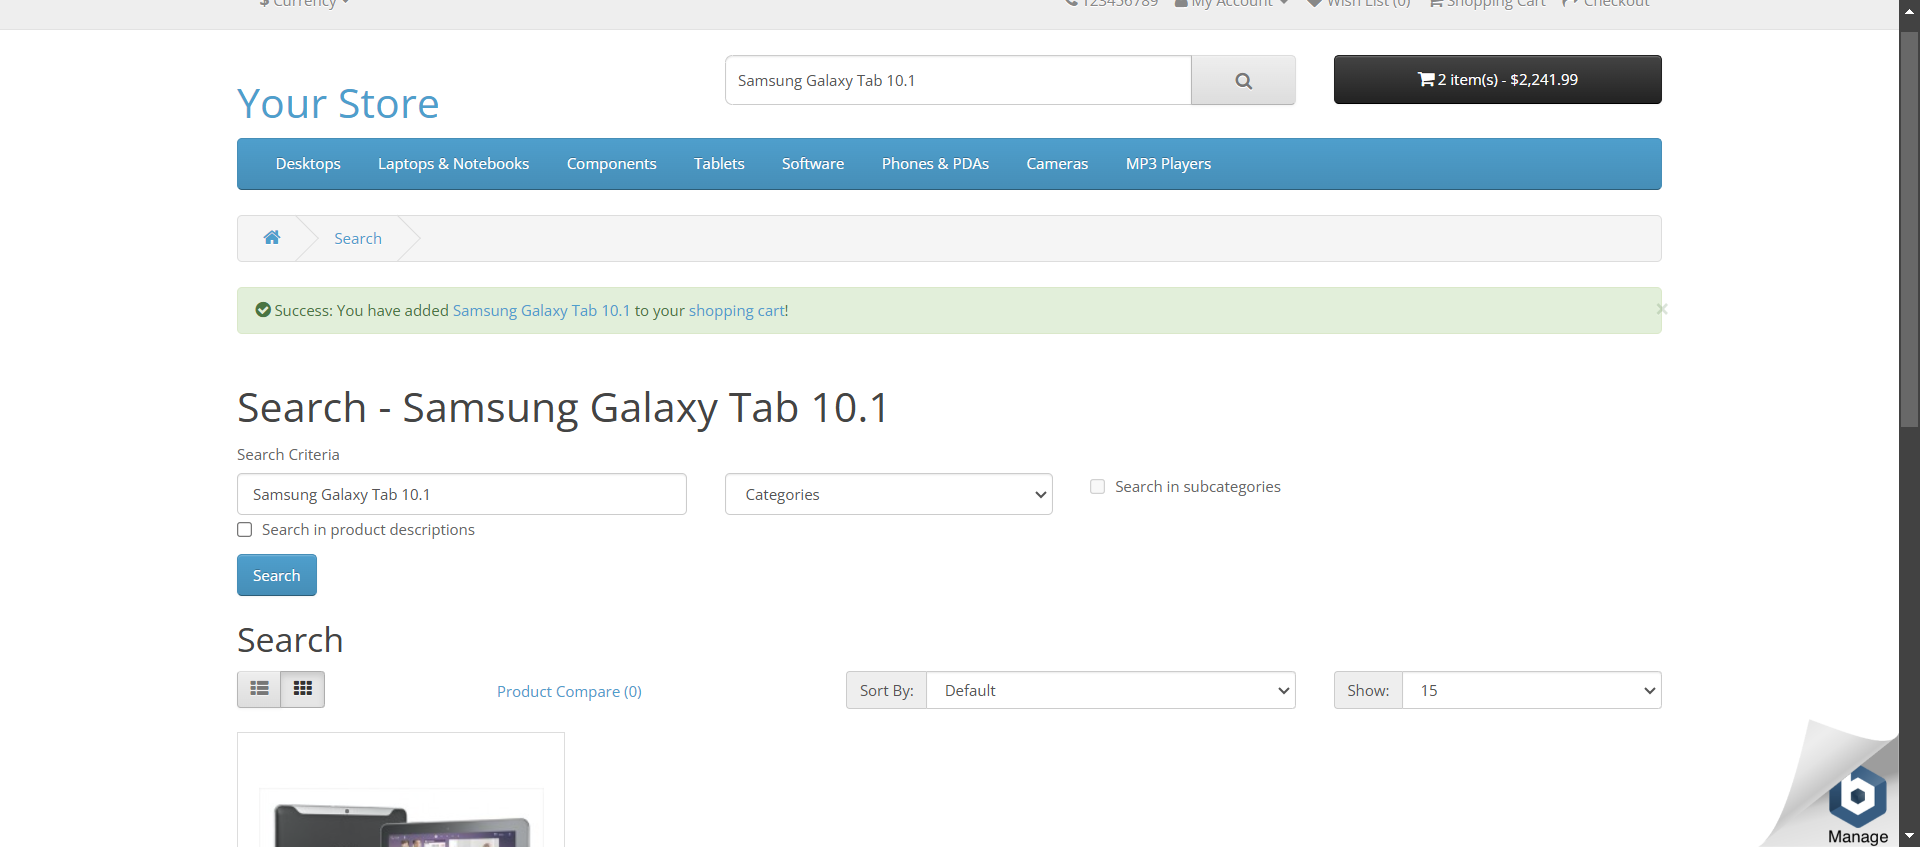 $ Currency
123456789 My Account Wish List (0) Shopping Cart Checkout
Your Store
Samsung Galaxy Tab 10.1
2 item(s) - $2,241.99
Desktops Laptops & Notebooks Components Tablets Software Phones & PDAs Cameras MP3 Players
Search
Success: You have added Samsung Galaxy Tab 10.1 to your shopping cart!
×
Search - Samsung Galaxy Tab 10.1
Search Criteria
Samsung Galaxy Tab 10.1
Categories
Search in subcategories
Search in product descriptions
Search
Search
Product Compare (0)
Sort By: Default
Show: 15
b
Manage